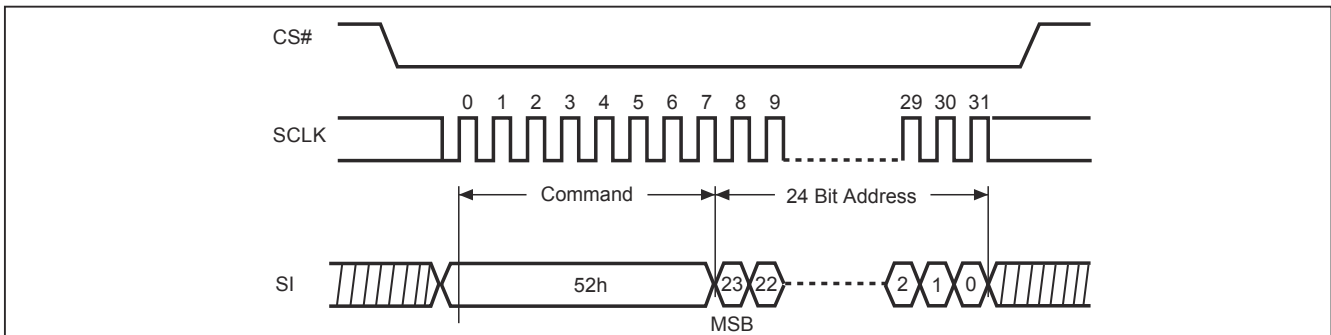 CS#
0 1 2 3 4 5 6 7 8 9 29 30 31
SCLK
Command 24 Bit Address
SI 52h 23 22 2 1 0
MSB